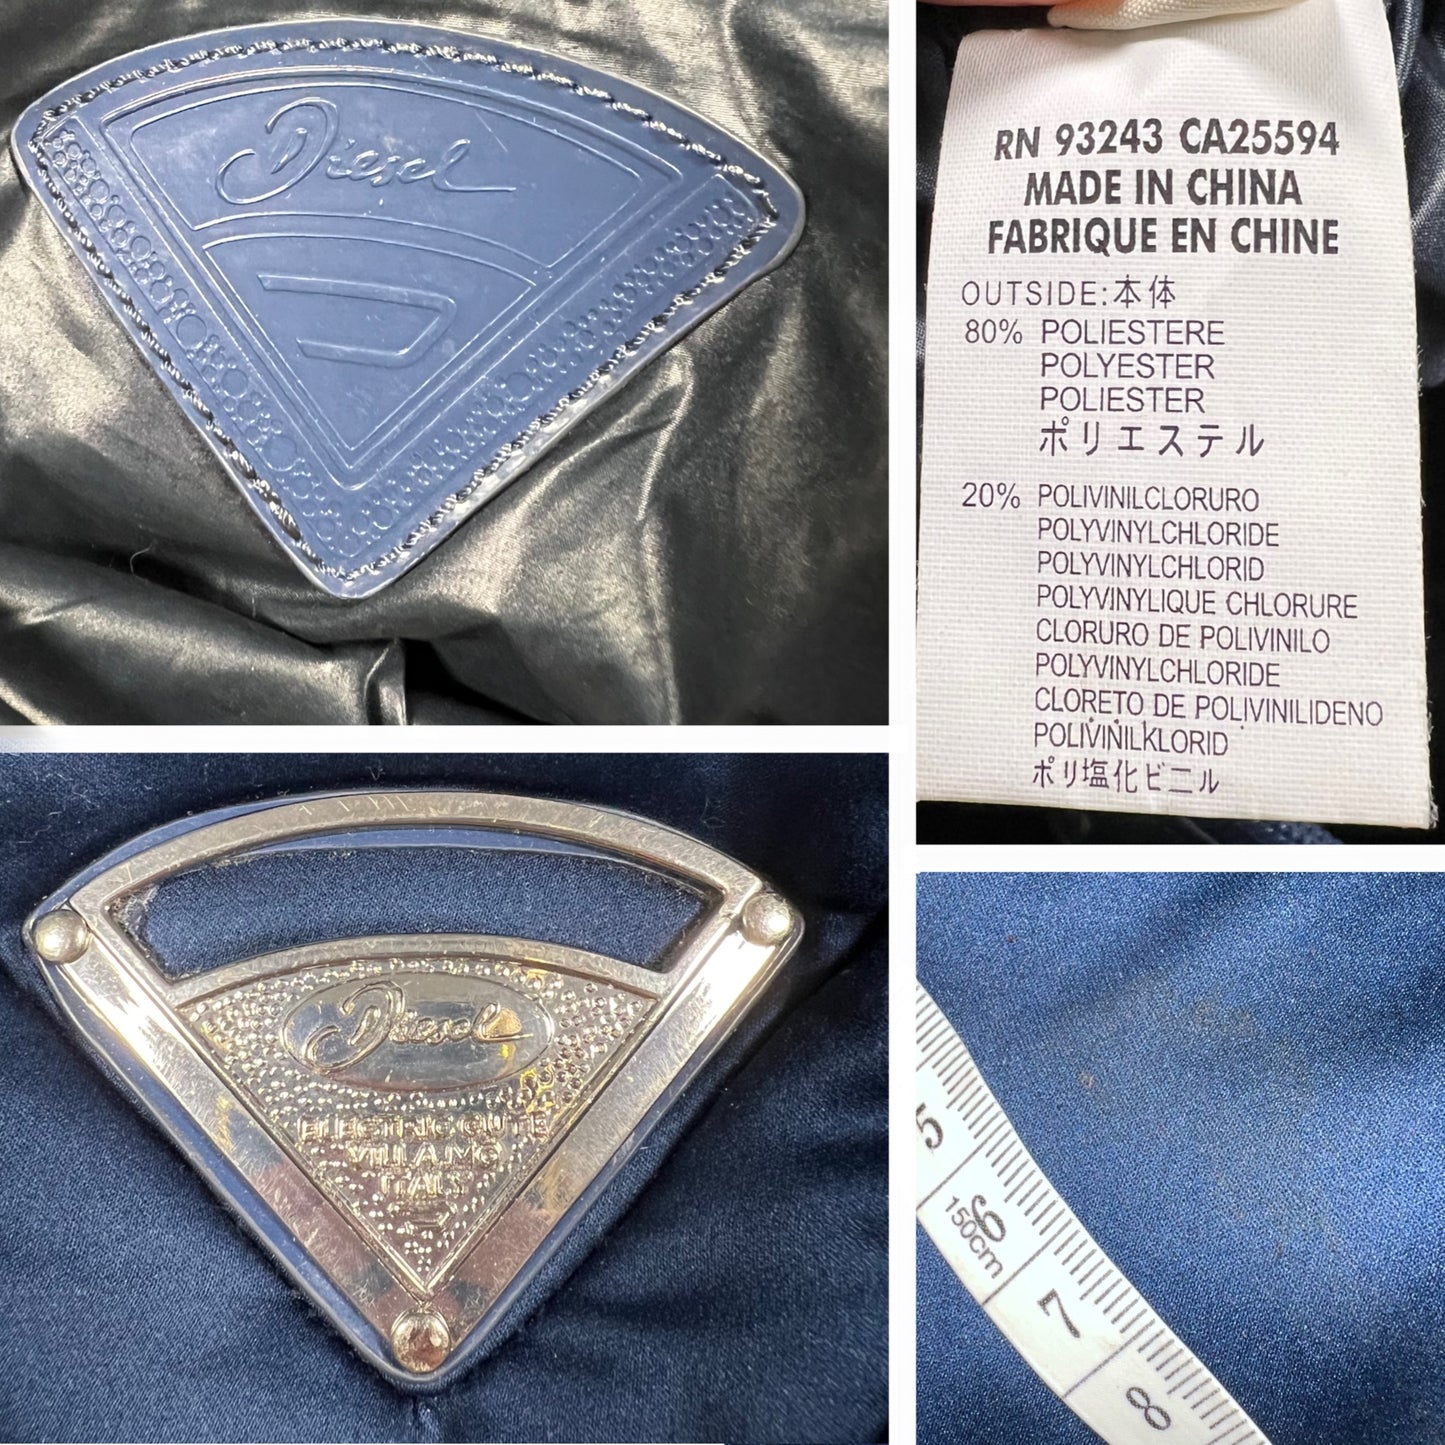 Diesel
RN 93243 CA25594
MADE IN CHINA
FABRIQUE EN CHINE
OUTSIDE:本体
80% POLIESTERE
POLYESTER
POLIESTER
ポリエステル
20% POLIVINILCLORURO
POLYVINYLCHLORIDE
POLYVINYLCHLORID
POLYVINYLIQUE CHLORURE
CLORURO DE POLIVINILO
POLYVINYLCHLORIDE
CLORETO DE POLIVINILIDENO
POLIVINILKLORID
ポリ塩化ビニル
Diesel
ITALY
5
6
150cm
7
8